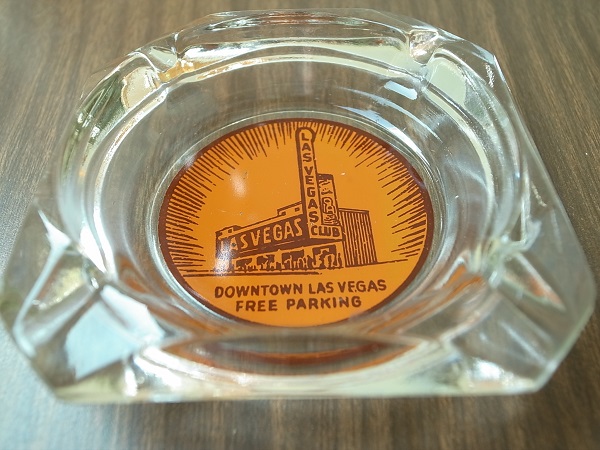 LAS VEGAS
CLUB
LAS VEGAS
DOWNTOWN LAS VEGAS
FREE PARKING